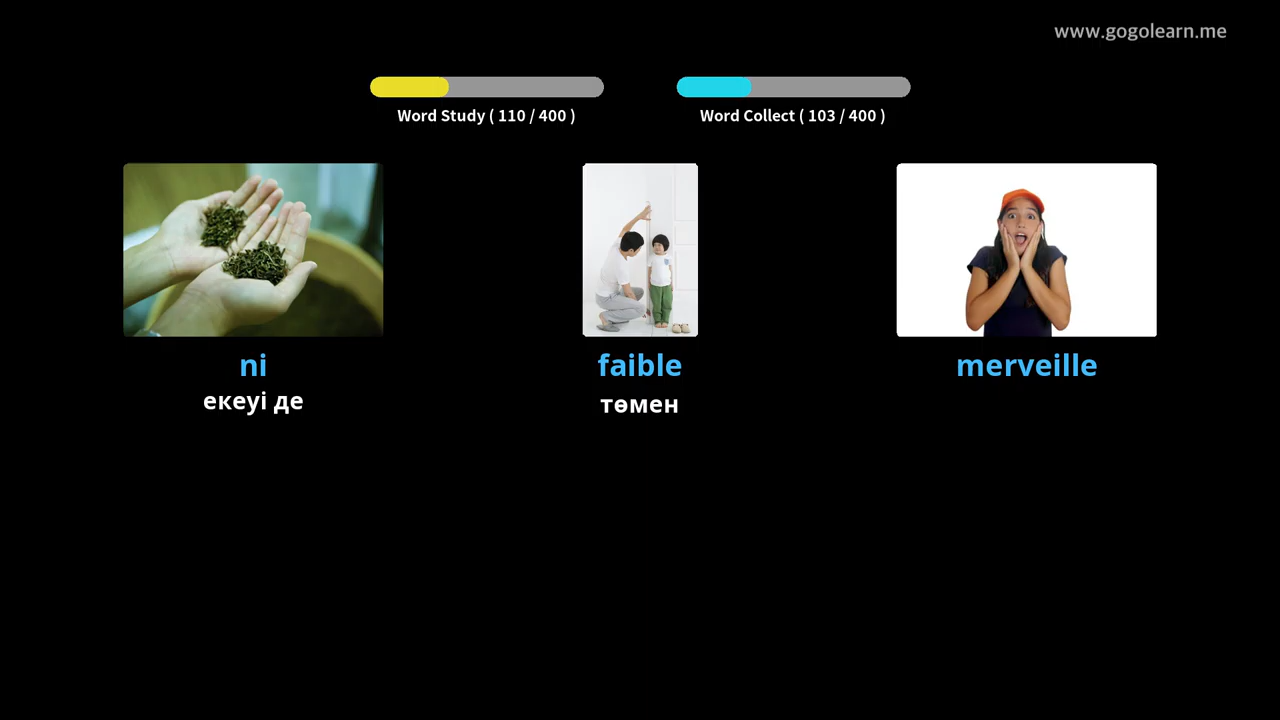 www.gogolearn.me
Word Study ( 110 / 400 )
Word Collect ( 103 / 400 )
ni
faible
merveille
екеуі де
төмен